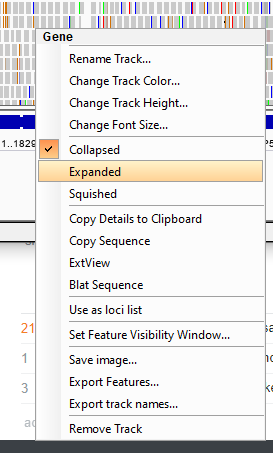 Gene
Rename Track...
Change Track Color...
Change Track Height...
Change Font Size...
Collapsed
1..1829
Expanded
Squished
Copy Details to Clipboard
Copy Sequence
ExtView
Blat Sequence
Use as loci list
21
Set Feature Visibility Window...
1
Save image...
3
Export Features...
Export track names...
Remove Track